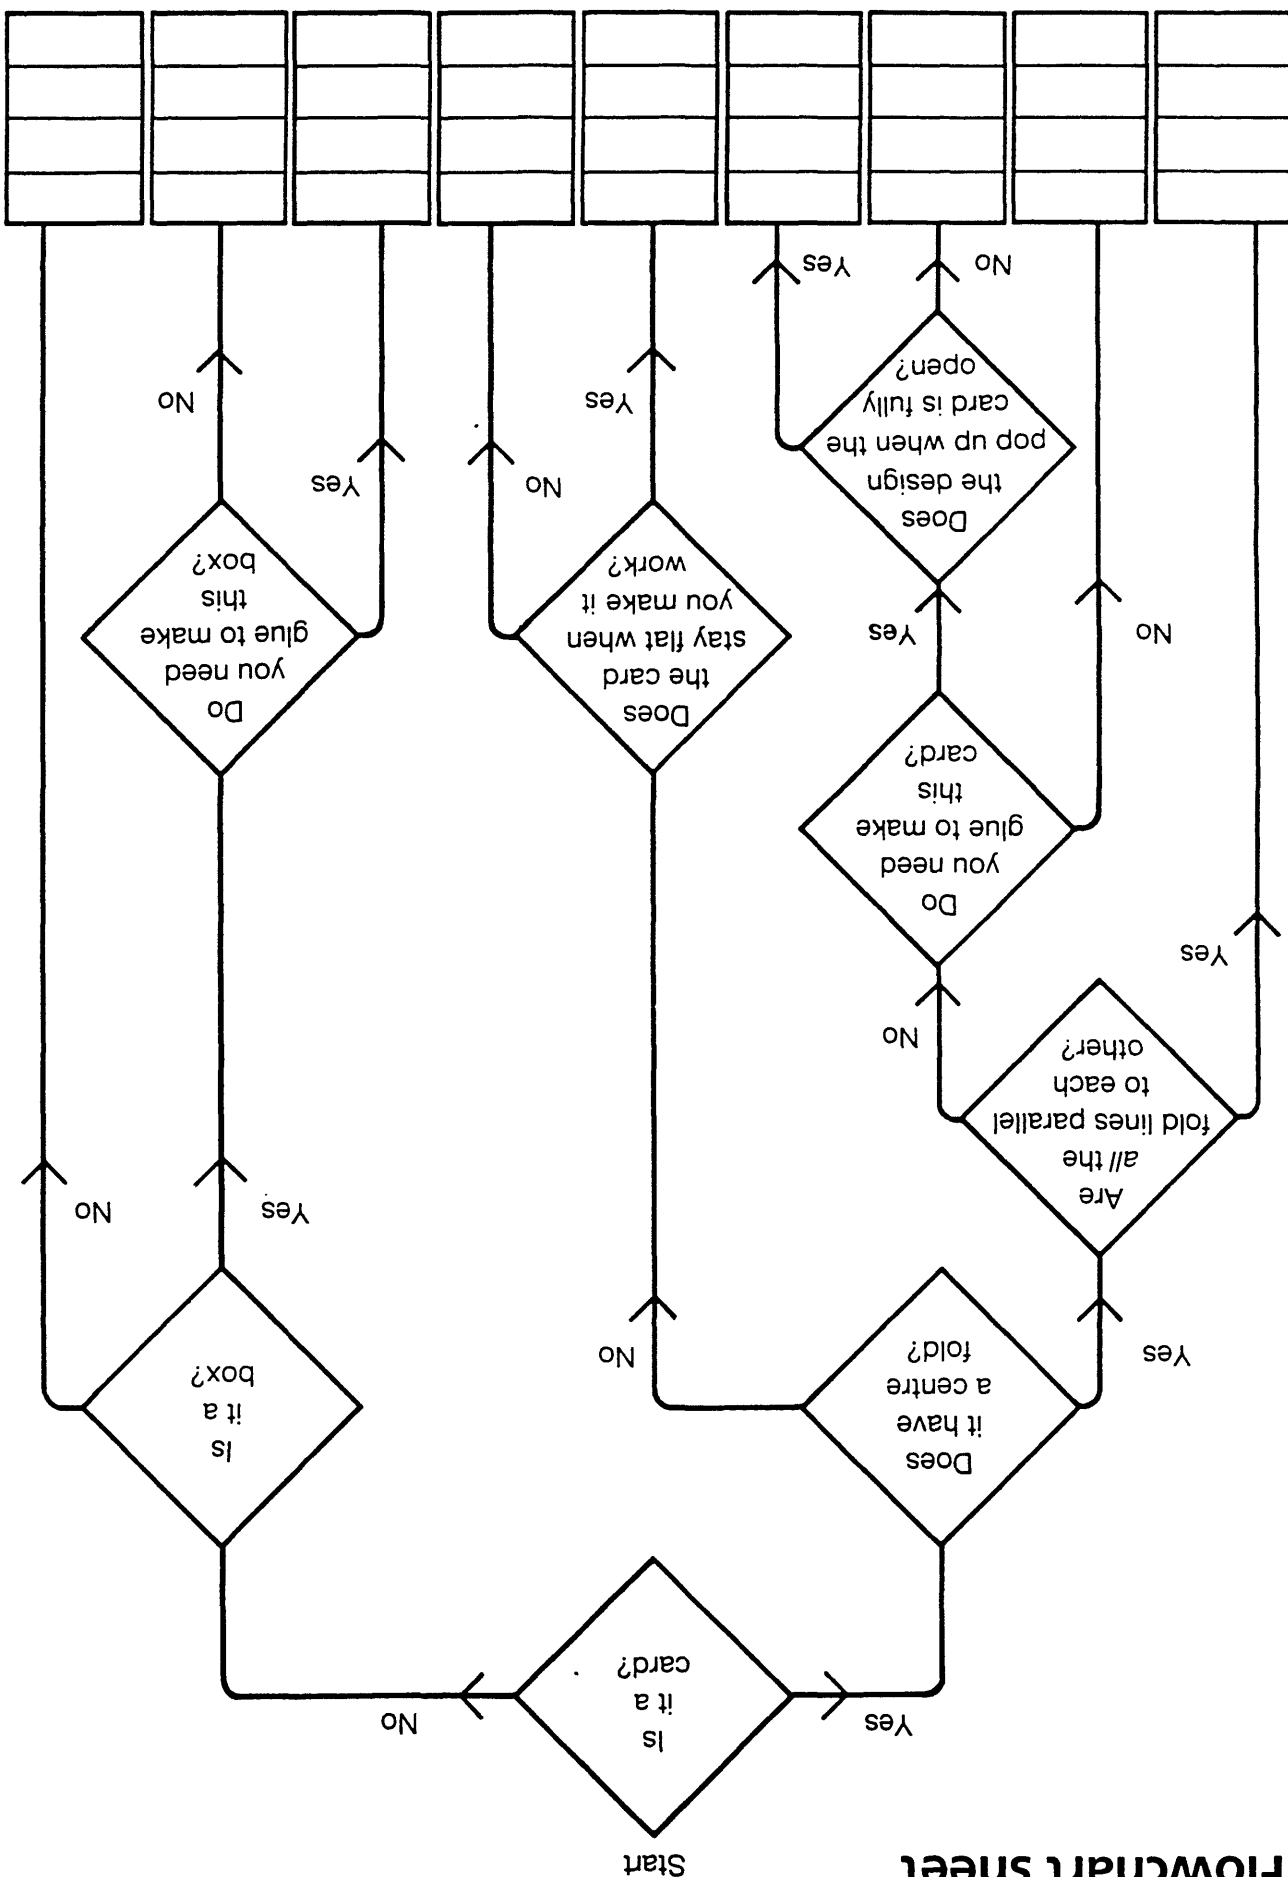 Flowchart sheet
Start
Is
it a
card?
Yes
No
Does
it have
a centre
fold?
Yes
No
Is
it a
box?
Yes
No
Are
all the
fold lines parallel
to each
other?
Yes
No
Do
you need
glue to make
this
card?
No
Yes
Does
the design
pop up when the
card is fully
open?
No
Yes
Does
the card
stay flat when
you make it
work?
Yes
No
Do
you need
glue to make
this
box?
Yes
No